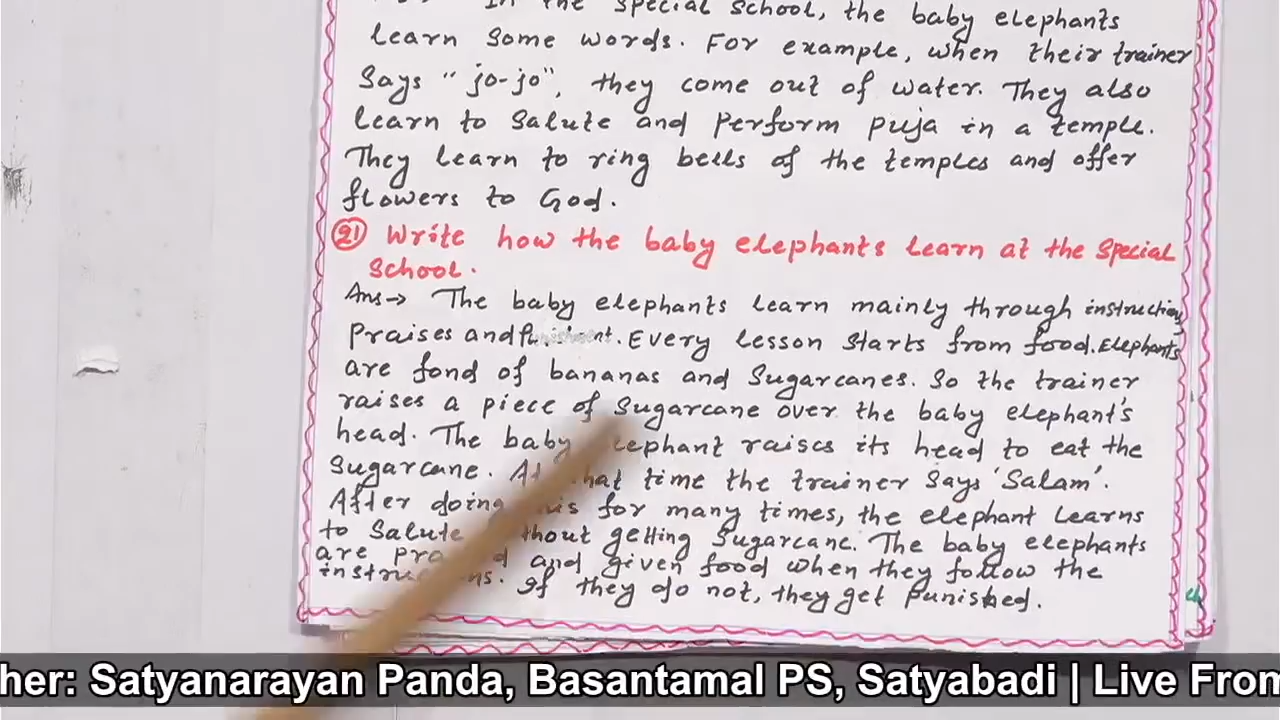 In the special school, the baby elephants
learn some words. For example, when their trainer
says "jo-jo", they come out of water. They also
learn to salute and perform puja in a temple.
They learn to ring bells of the temples and offer
flowers to God.
21 Write how the baby elephants learn at the special
school.
Ans→ The baby elephants learn mainly through
praises and punishment. Every lesson starts from food. Elephants
are fond of bananas and sugarcanes. So the trainer
raises a piece of sugarcane over the baby elephant's
head. The baby elephant raises its head to eat the
sugarcane. At that time the trainer says 'Salam'.
After doing this for many times, the elephant learns
to salute without getting sugarcane. The baby elephants
are and given food when they follow the
instructions. If they do not, they get punished.
her: Satyanarayan Panda, Basantamal PS, Satyabadi | Live From